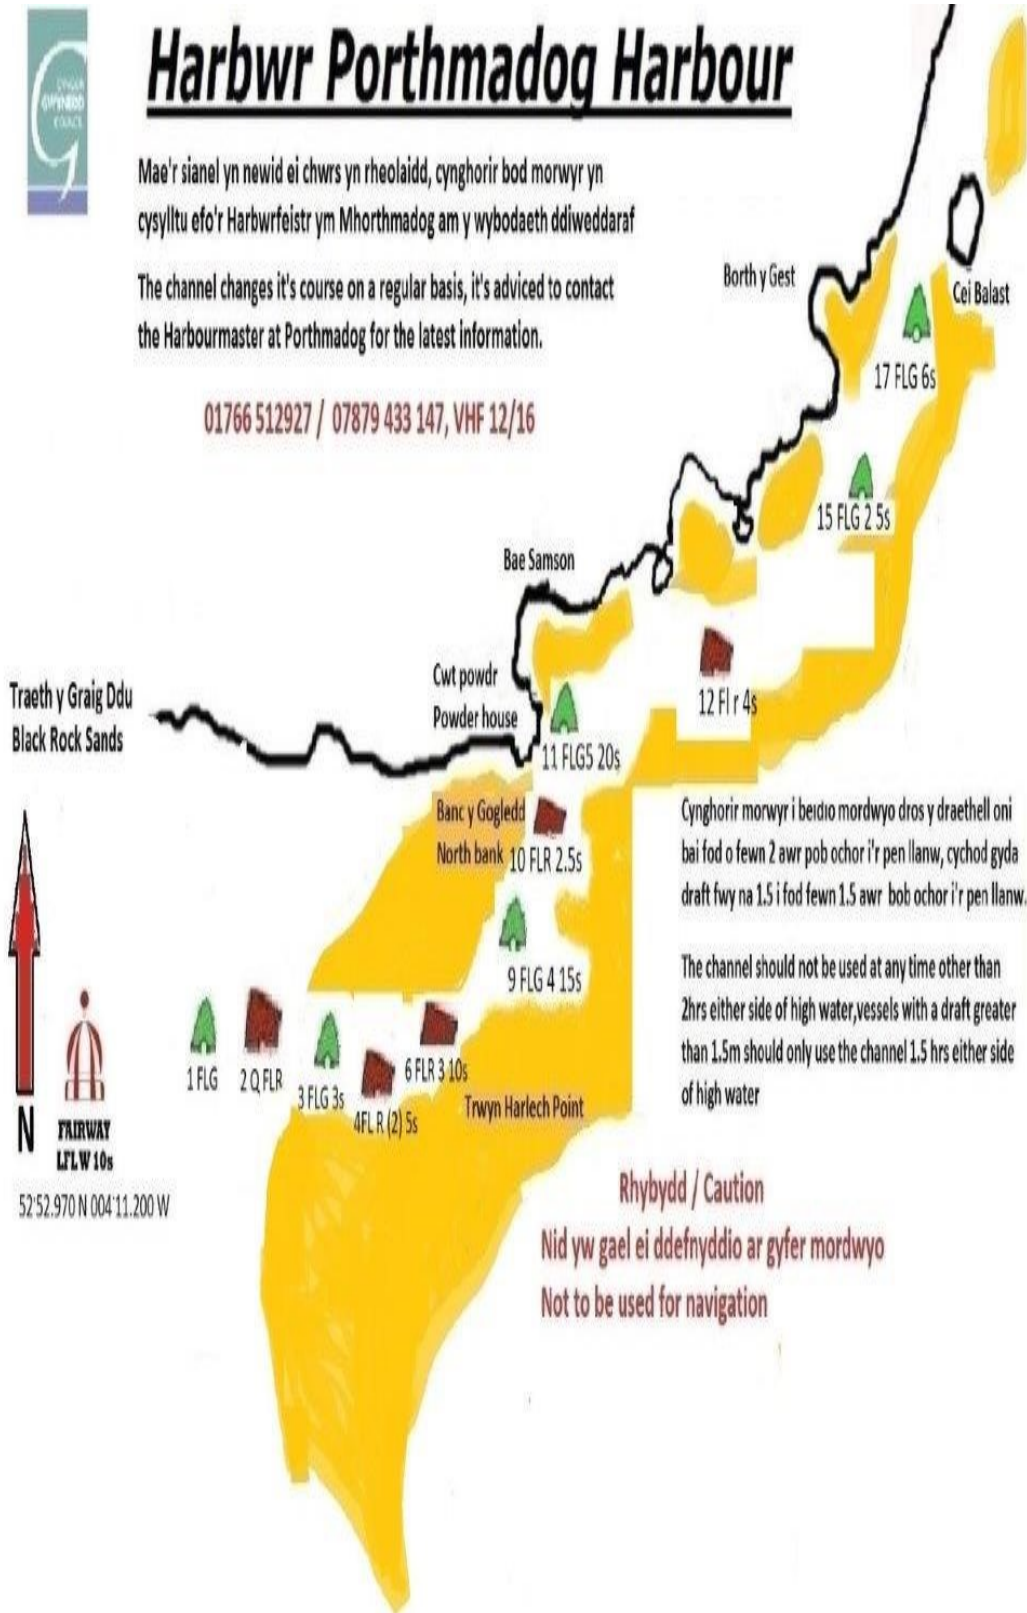 CYNGOR
GWYNEDD
COUNCIL
Harbwr Porthmadog Harbour
Mae'r sianel yn newid ei chwrs yn rheolaidd, cynghorir bod morwyr yn
cysylltu efo'r Harbwrfeistr ym Mhorthmadog am y wybodaeth ddiweddaraf
The channel changes it's course on a regular basis, it's adviced to contact
the Harbourmaster at Porthmadog for the latest information.
01766 512927 / 07879 433 147, VHF 12/16
Borth y Gest
Cei Balast
17 FLG 6s
15 FLG 2 5s
Bae Samson
12 Fl r 4s
Cwt powdr
Powder house
Traeth y Graig Ddu
Black Rock Sands
11 FLG5 20s
Banc y Gogledd
North bank
10 FLR 2.5s
Cynghorir morwyr i beidio mordwyo dros y draethell oni
bai fod o fewn 2 awr pob ochor i'r pen llanw, cychod gyda
draft fwy na 1.5 i fod fewn 1.5 awr bob ochor i'r pen llanw.
9 FLG 4 15s
The channel should not be used at any time other than
2hrs either side of high water,vessels with a draft greater
than 1.5m should only use the channel 1.5 hrs either side
of high water
1 FLG
2 Q FLR
3 FLG 3s
4FL R (2) 5s
6 FLR 3 10s
Trwyn Harlech Point
N
FAIRWAY
LFLW 10s
52'52.970 N 004'11.200 W
Rhybydd / Caution
Nid yw gael ei ddefnyddio ar gyfer mordwyo
Not to be used for navigation